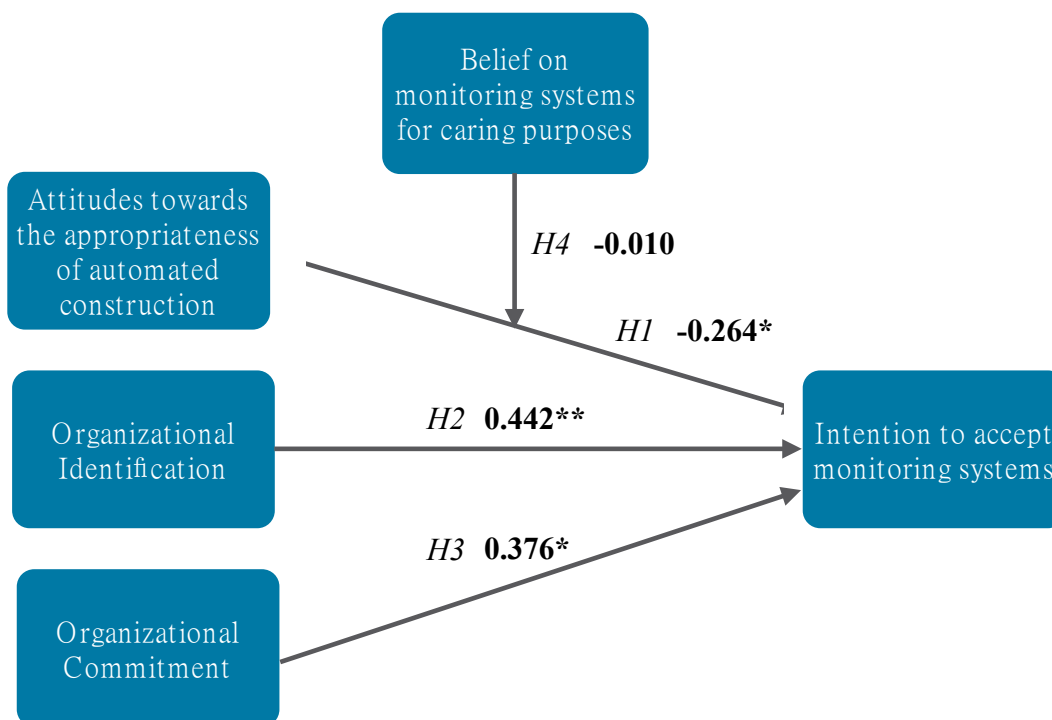 Belief on
monitoring systems
for caring purposes
Attitudes towards
the appropriateness
of automated
construction
H4 -0.010
H1 -0.264*
Organizational
Identification
H2 0.442**
Intention to accept
monitoring systems
H3 0.376*
Organizational
Commitment